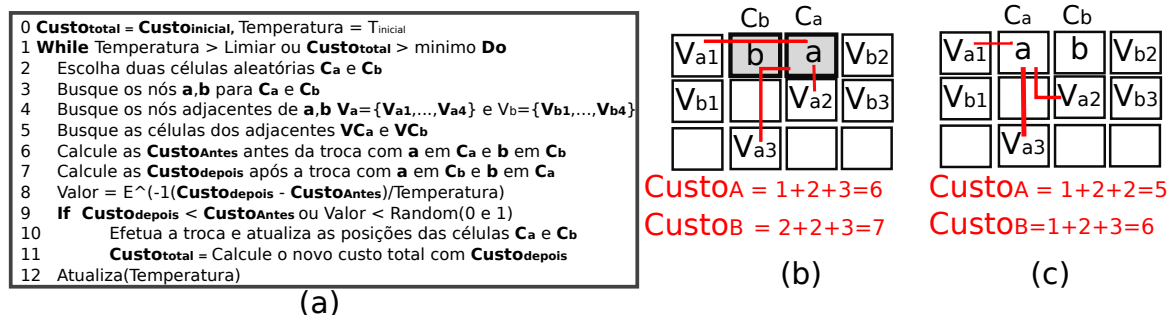 0 Custototal = Custoinicial, Temperatura = Tinicial
1 While Temperatura > Limiar ou Custototal > minimo Do
2 Escolha duas células aleatórias Ca e Cb
3 Busque os nós a,b para Ca e Cb
4 Busque os nós adjacentes de a,b Va={Va1,...,Va4} e Vb={Vb1,...,Vb4}
5 Busque as células dos adjacentes VCa e VCb
6 Calcule as CustoAntes antes da troca com a em Ca e b em Cb
7 Calcule as Custodepois após a troca com a em Cb e b em Ca
8 Valor = E^(-1(Custodepois - CustoAntes)/Temperatura)
9 If Custodepois < CustoAntes ou Valor < Random(0 e 1)
10 Efetua a troca e atualiza as posições das células Ca e Cb
11 Custototal = Calcule o novo custo total com Custodepois
12 Atualiza(Temperatura)
(a)
Cb Ca
Va1 b a Vb2
Vb1 Va2 Vb3
Va3
CustoA = 1+2+3=6
CustoB = 2+2+3=7
(b)
Ca Cb
Va1 a b Vb2
Vb1 Va2 Vb3
Va3
CustoA = 1+2+2=5
CustoB=1+2+3=6
(c)